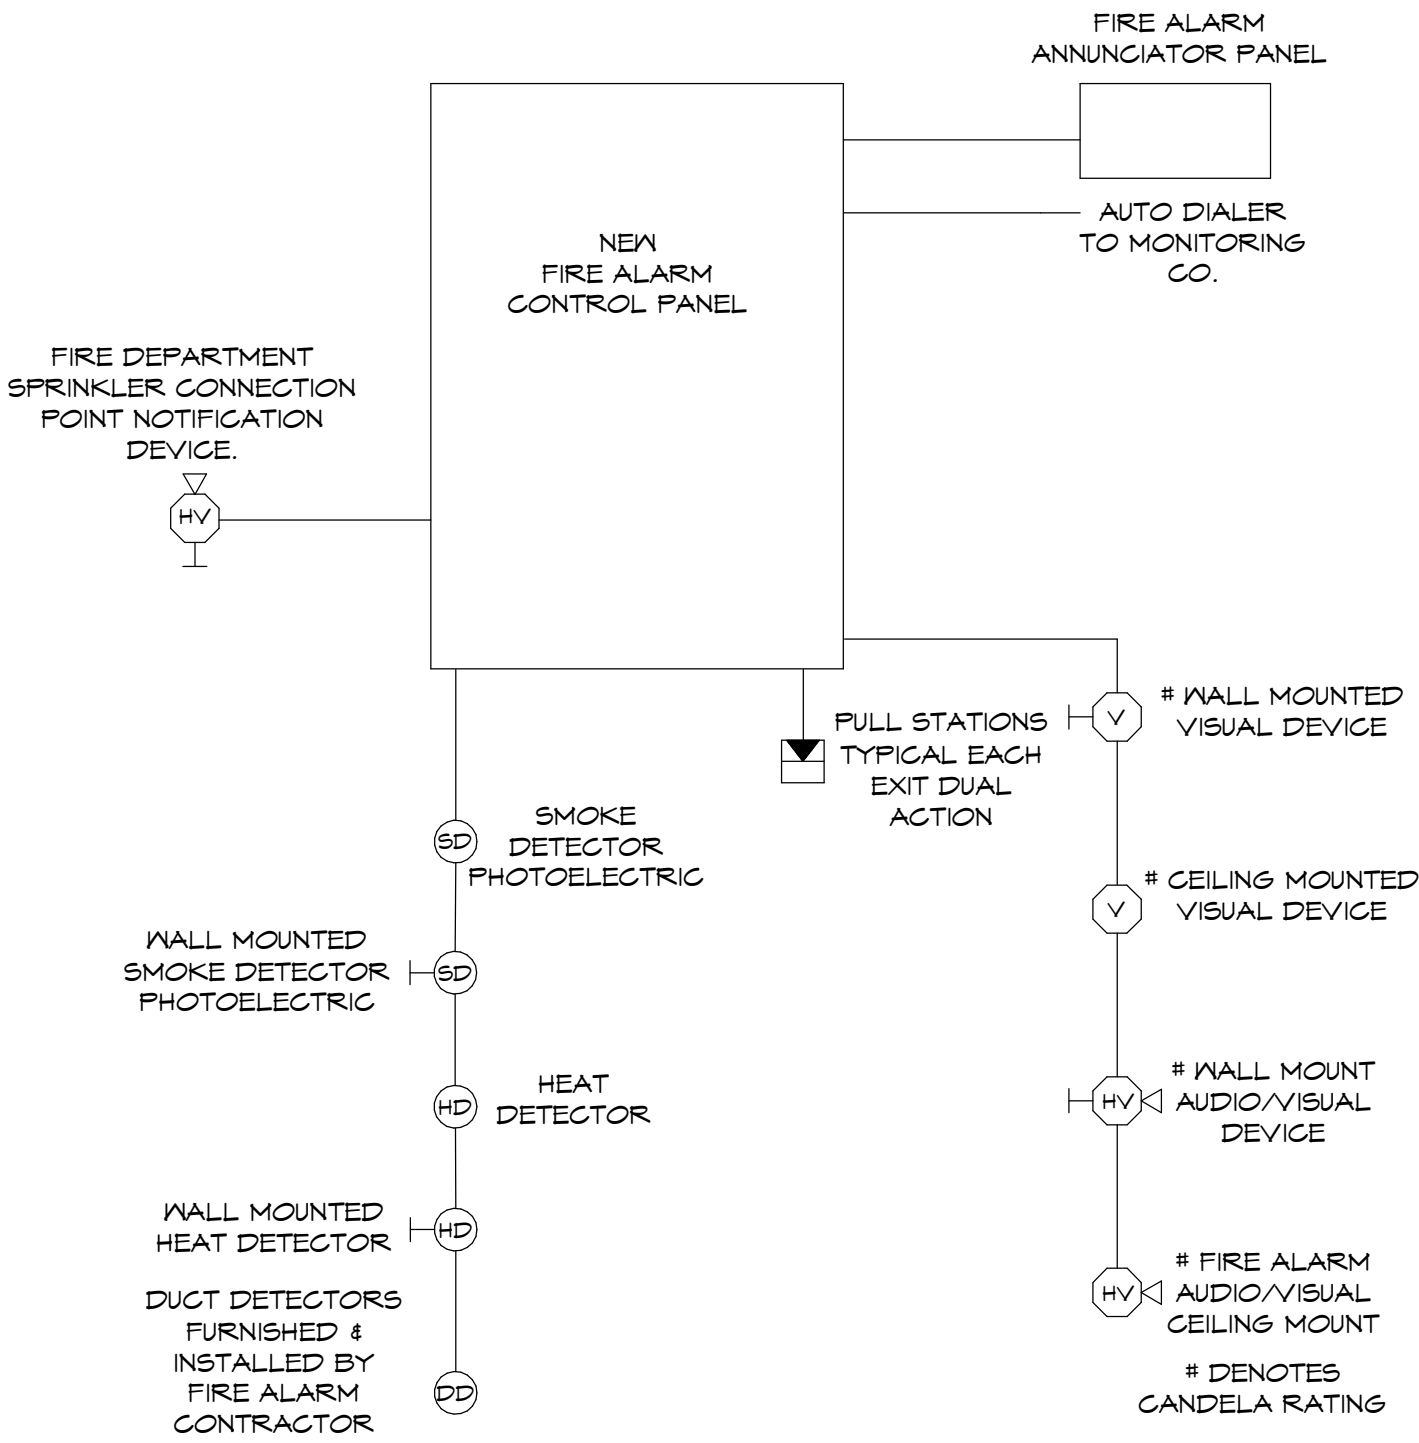 FIRE ALARM
ANNUNCIATOR PANEL
NEW
FIRE ALARM
CONTROL PANEL
AUTO DIALER
TO MONITORING
CO.
FIRE DEPARTMENT
SPRINKLER CONNECTION
POINT NOTIFICATION
DEVICE.
HV
PULL STATIONS
TYPICAL EACH
EXIT DUAL
ACTION
V
# WALL MOUNTED
VISUAL DEVICE
SD
SMOKE
DETECTOR
PHOTOELECTRIC
V
# CEILING MOUNTED
VISUAL DEVICE
WALL MOUNTED
SMOKE DETECTOR
PHOTOELECTRIC
SD
HD
HEAT
DETECTOR
HV
# WALL MOUNT
AUDIO/VISUAL
DEVICE
WALL MOUNTED
HEAT DETECTOR
HD
HV
# FIRE ALARM
AUDIO/VISUAL
CEILING MOUNT
DUCT DETECTORS
FURNISHED &
INSTALLED BY
FIRE ALARM
CONTRACTOR
DD
# DENOTES
CANDELA RATING